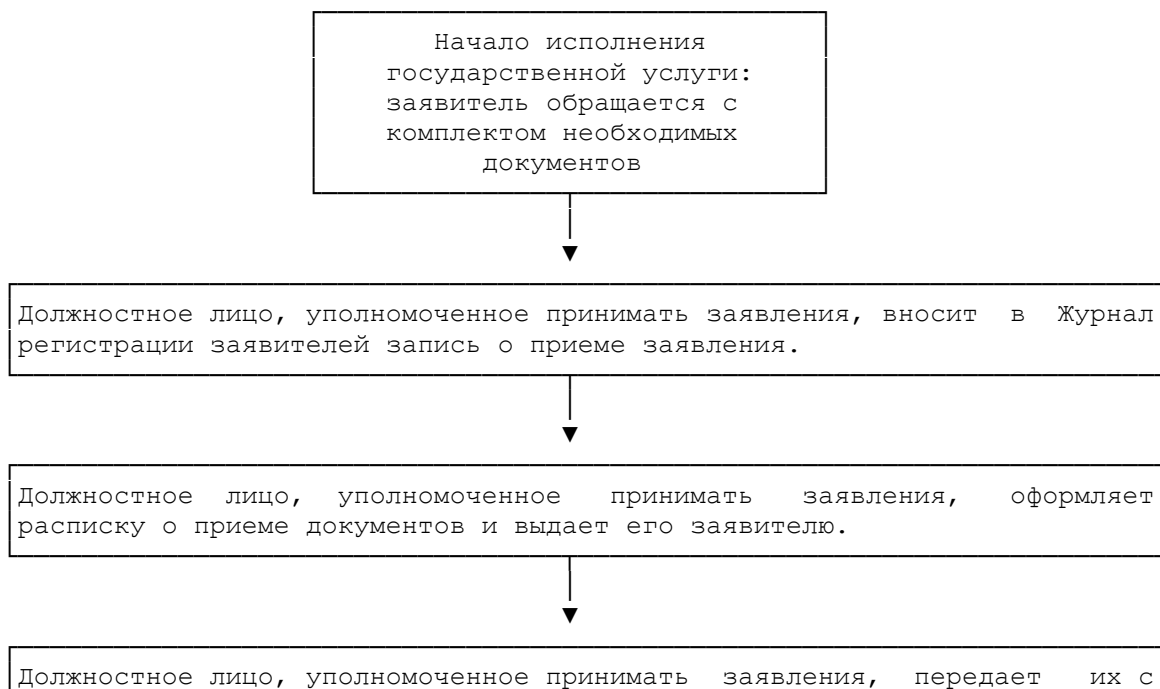 Начало исполнения
государственной услуги:
заявитель обращается с
комплектом необходимых
документов
Должностное лицо, уполномоченное принимать заявления, вносит в Журнал
регистрации заявителей запись о приеме заявления.
Должностное лицо, уполномоченное принимать заявления, оформляет
расписку о приеме документов и выдает его заявителю.
Должностное лицо, уполномоченное принимать заявления, передает их с